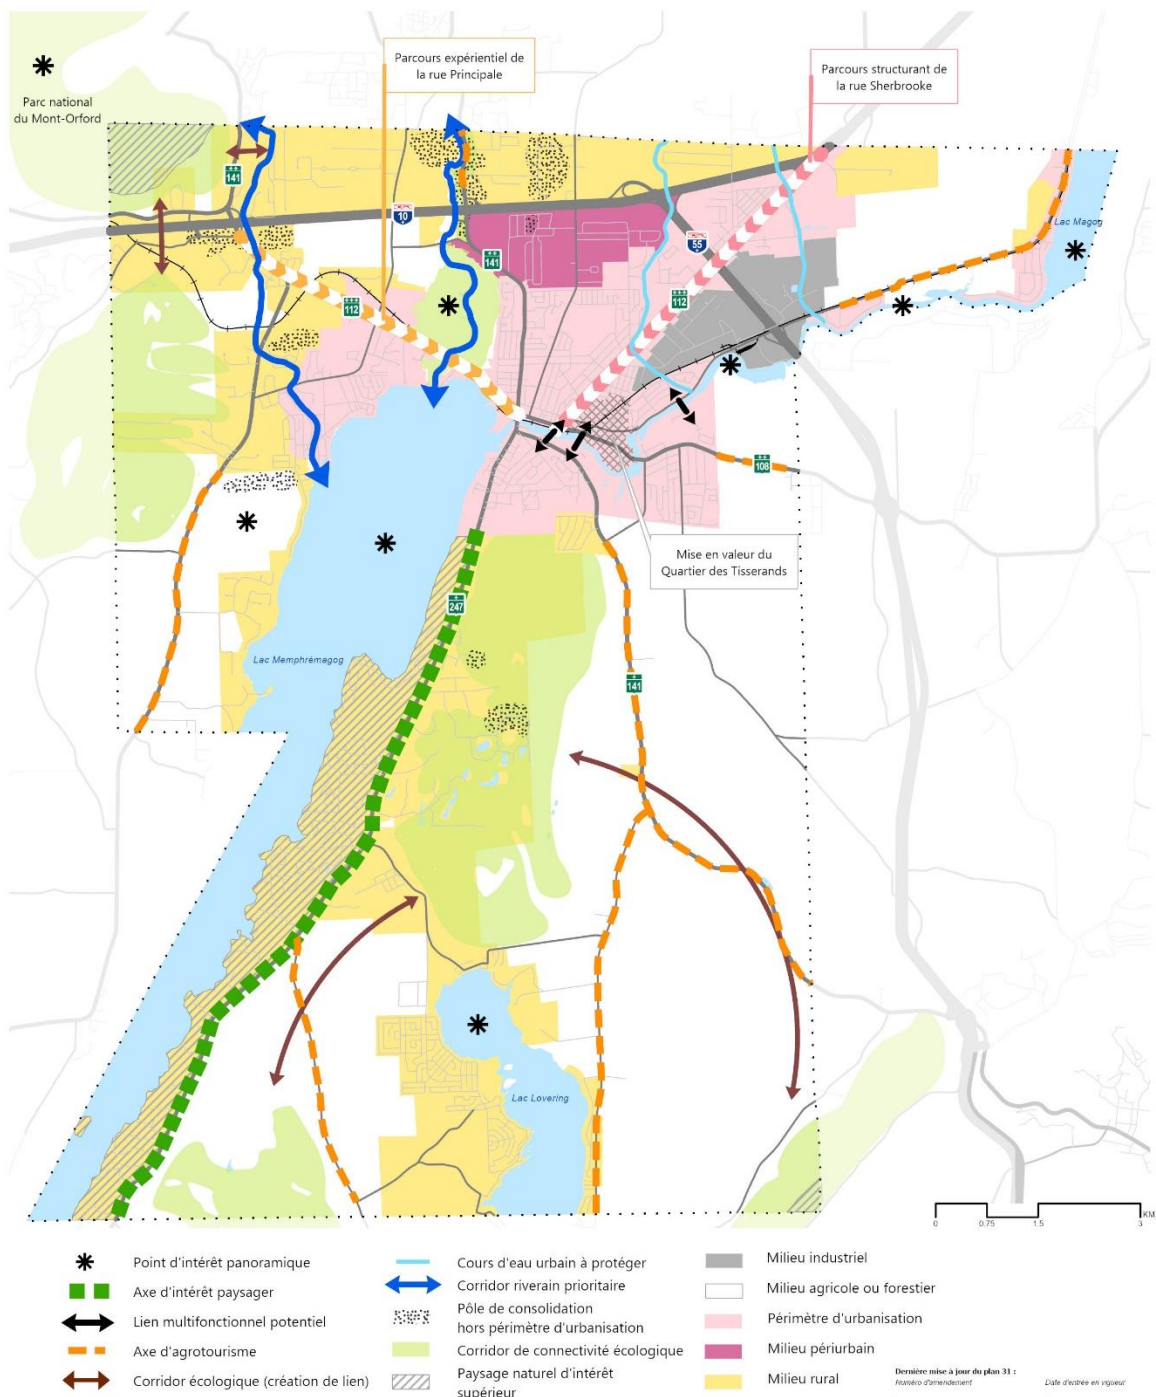 Parcours expérientiel de
la rue Principale
Parcours structurant de
la rue Sherbrooke
Parc national
du Mont-Orford
141
10
141
55
Lac Magog
112
112
108
Mise en valeur du
Quartier des Tisserands
247
Lac Memphrémagog
141
Lac Lovering
0 0.75 1.5 3 KM
Point d'intérêt panoramique
Axe d'intérêt paysager
Lien multifonctionnel potentiel
Axe d'agrotourisme
Corridor écologique (création de lien)
Cours d'eau urbain à protéger
Corridor riverain prioritaire
Pôle de consolidation
hors périmètre d'urbanisation
Corridor de connectivité écologique
Paysage naturel d'intérêt
supérieur
Milieu industriel
Milieu agricole ou forestier
Périmètre d'urbanisation
Milieu périurbain
Milieu rural
Dernière mise à jour du plan 31 :
Numéro d'amendement Date d'entrée en vigueur